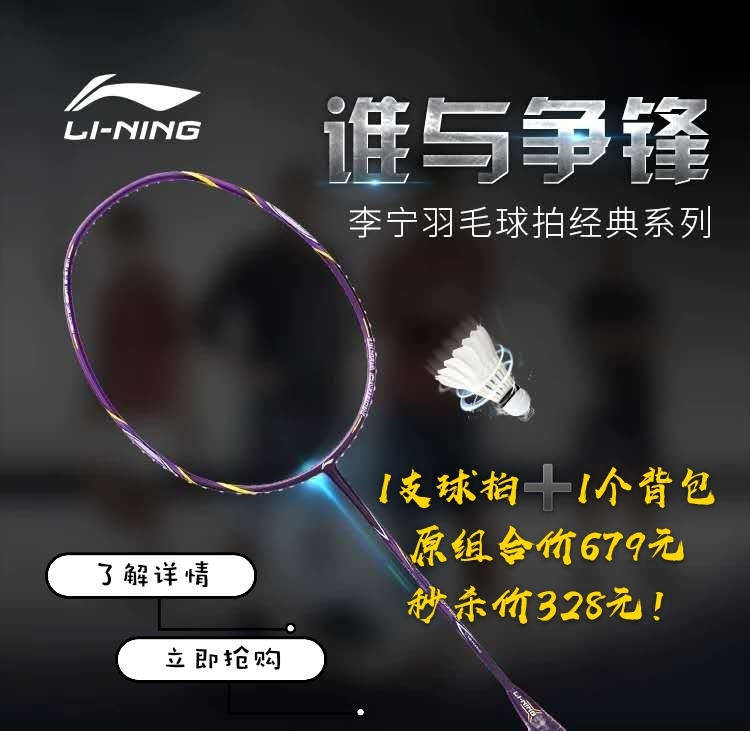 LI-NING
谁与争锋
李宁羽毛球拍经典系列
1支球拍+1个背包
原组合价679元
秒杀价328元！
了解详情
立即抢购
LI-NING